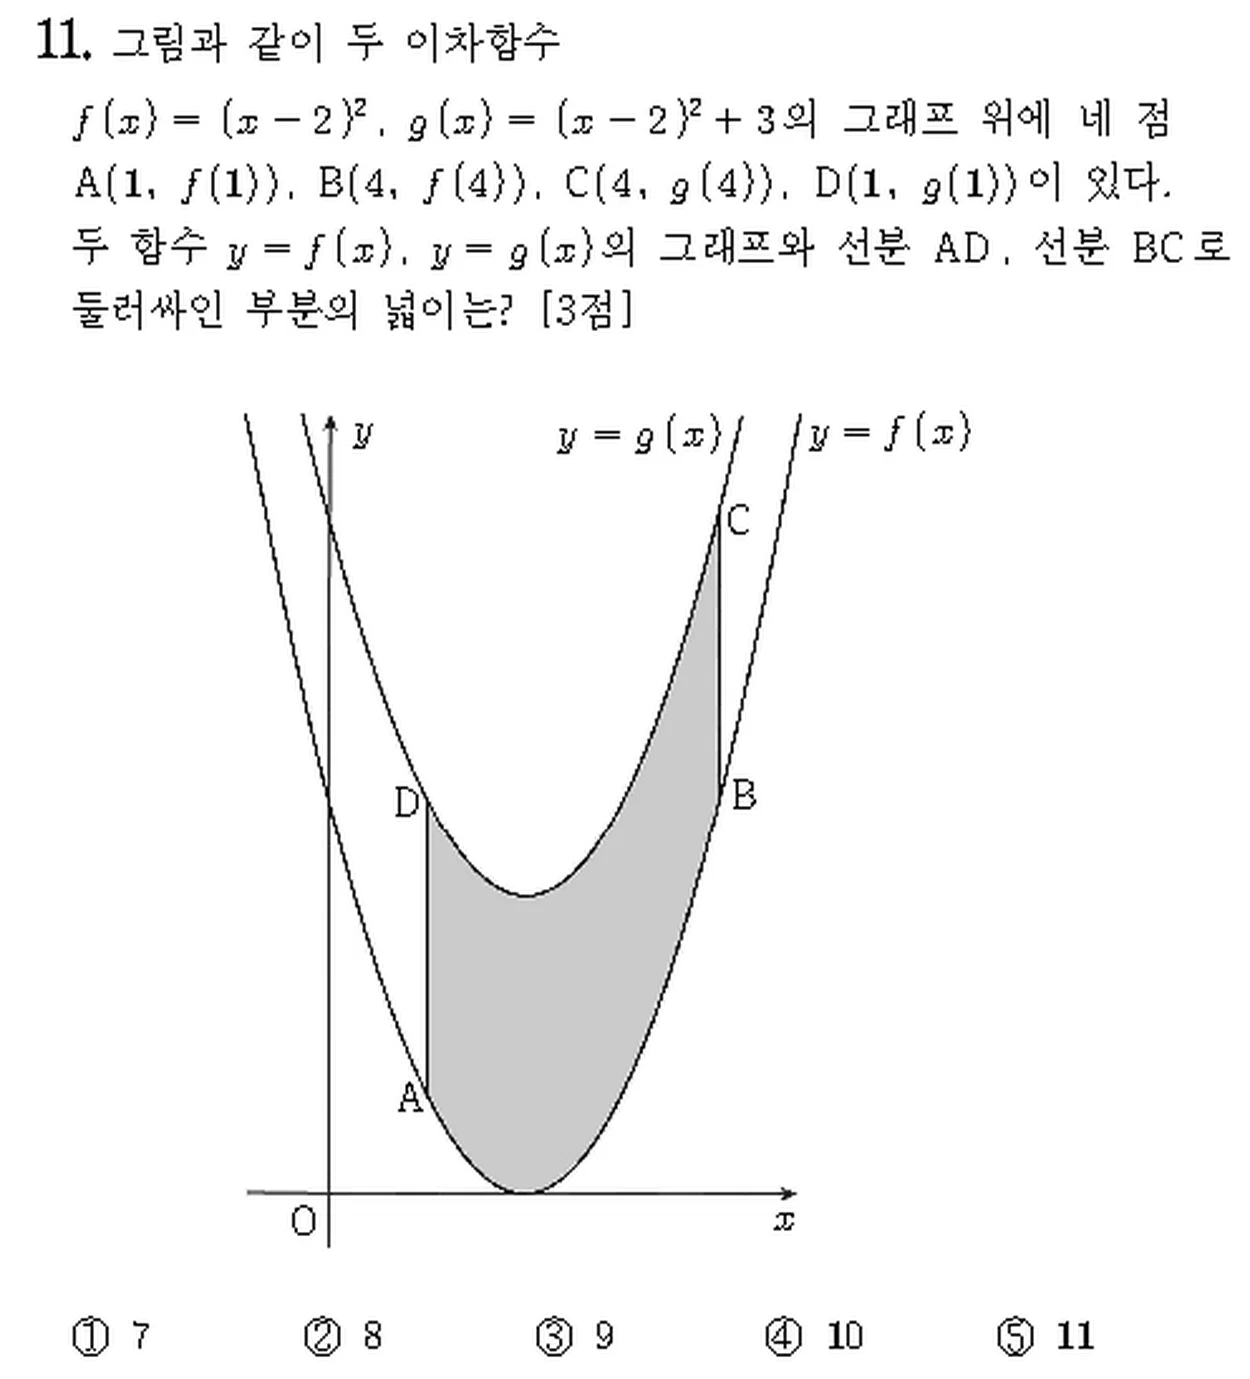 11. 그림과 같이 두 이차함수
f(x) = (x − 2)², g(x) = (x − 2)² + 3의 그래프 위에 네 점
A(1, f(1)), B(4, f(4)), C(4, g(4)), D(1, g(1))이 있다.
두 함수 y = f(x), y = g(x)의 그래프와 선분 AD, 선분 BC로
둘러싸인 부분의 넓이는? [3점]
y y = g(x) y = f(x)
C
D B
A
O x
① 7 ② 8 ③ 9 ④ 10 ⑤ 11